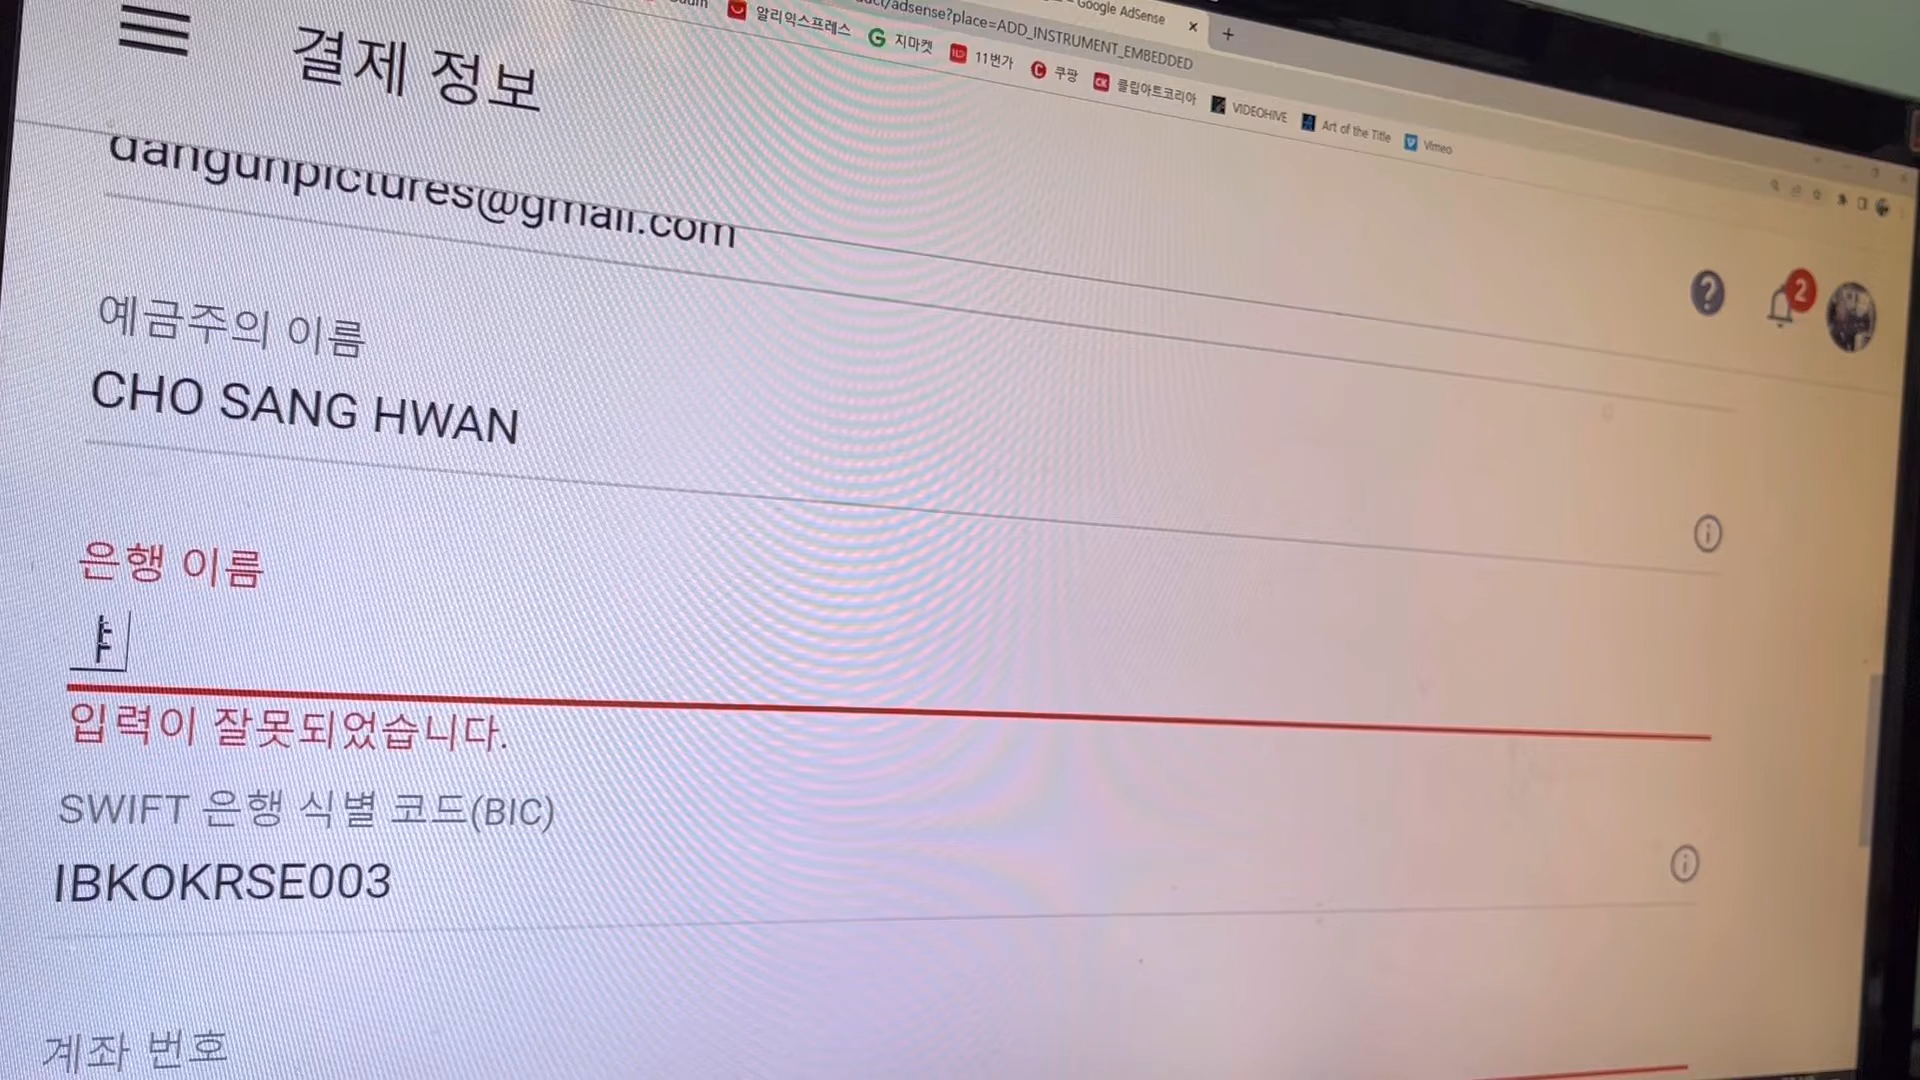 Google AdSense
adsense?place=ADD_INSTRUMENT_EMBEDDED
알리익스프레스 지마켓 11번가 쿠팡 클립아트코리아 VIDEOHIVE Art of the Title Vimeo
결제 정보
dangunpictures@gmail.com
2
예금주의 이름
CHO SANG HWAN
은행 이름
입력이 잘못되었습니다.
SWIFT 은행 식별 코드(BIC)
IBKOKRSE003
계좌 번호